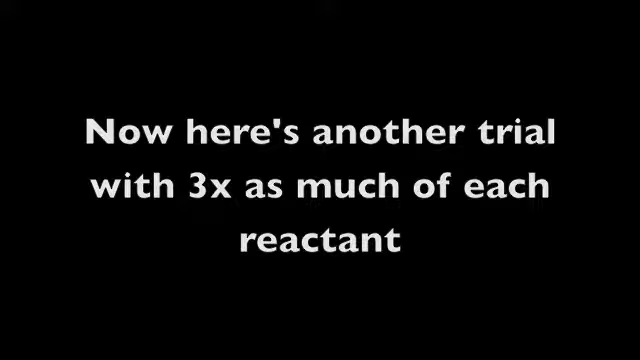 Now here's another trial
with 3x as much of each
reactant